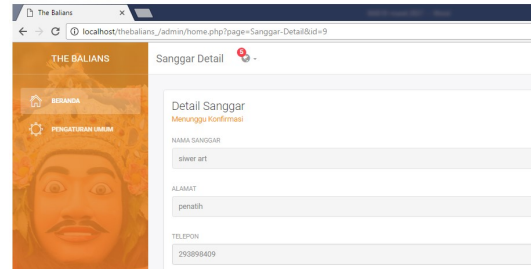 The Balians
localhost/thebalians_/admin/home.php?page=Sanggar-Detail&id=9
THE BALIANS
Sanggar Detail
5
BERANDA
PENGATURAN UMUM
Detail Sanggar
Menunggu Konfirmasi
NAMA SANGGAR
siwer art
ALAMAT
penatih
TELEPON
293898409